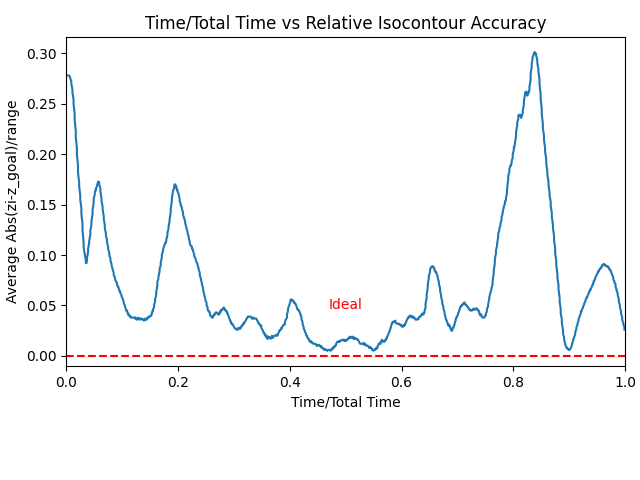 Time/Total Time vs Relative Isocontour Accuracy
Average Abs(zi-z_goal)/range
0.30
0.25
0.20
0.15
0.10
0.05
0.00
Ideal
0.0 0.2 0.4 0.6 0.8 1.0
Time/Total Time